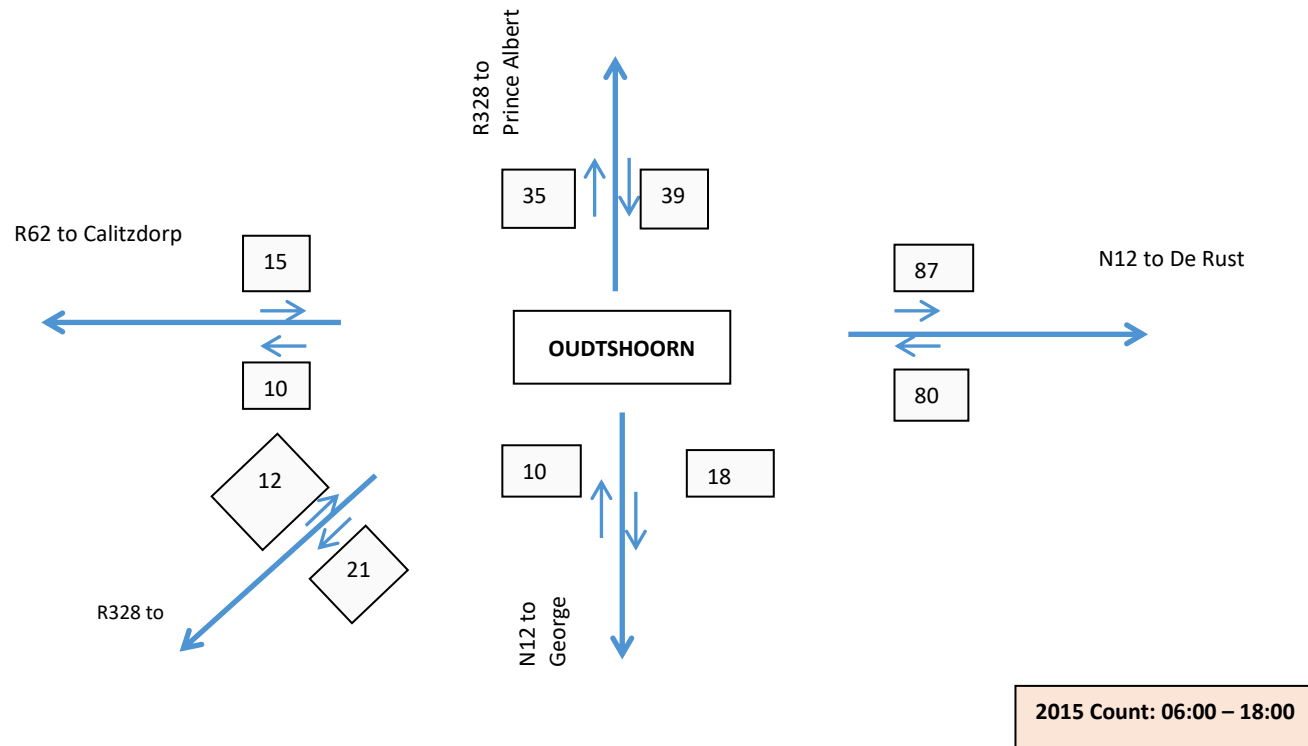 R328 to
Prince Albert
35
39
R62 to Calitzdorp
15
10
87
N12 to De Rust
80
OUDTSHOORN
12
21
R328 to
10
18
N12 to
George
2015 Count: 06:00 – 18:00